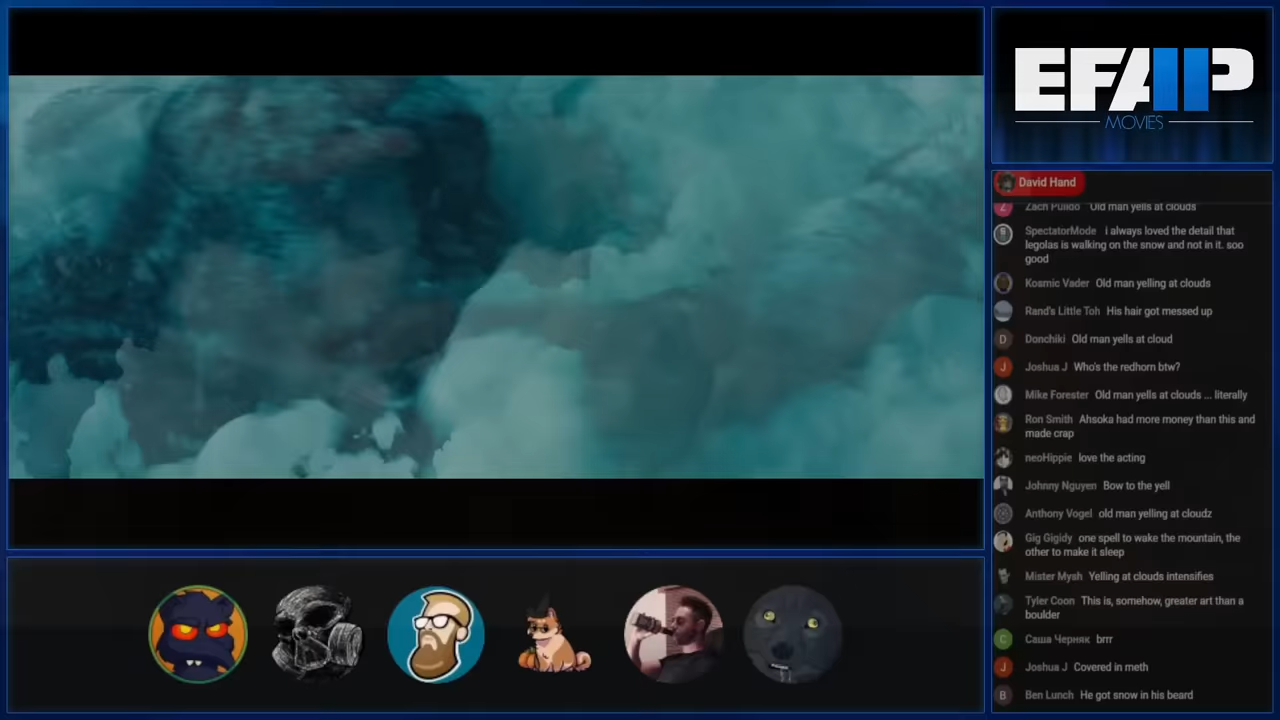 EFAP
MOVIES
David Hand
Zach Pulido Old man yells at clouds
SpectatorMode i always loved the detail that
legolas is walking on the snow and not in it. soo
good
Kosmic Vader Old man yelling at clouds
Rand's Little Toh His hair got messed up
D
Donchiki Old man yells at cloud
J
Joshua J Who's the redhorn btw?
Mike Forester Old man yells at clouds ... literally
Ron Smith Ahsoka had more money than this and
made crap
neoHippie love the acting
Johnny Nguyen Bow to the yell
Anthony Vogel old man yelling at cloudz
Gig Gigidy one spell to wake the mountain, the
other to make it sleep
Mister Mysh Yelling at clouds intensifies
Tyler Coon This is, somehow, greater art than a
boulder
С
Саша Черняк brrr
J
Joshua J Covered in meth
B
Ben Lunch He got snow in his beard